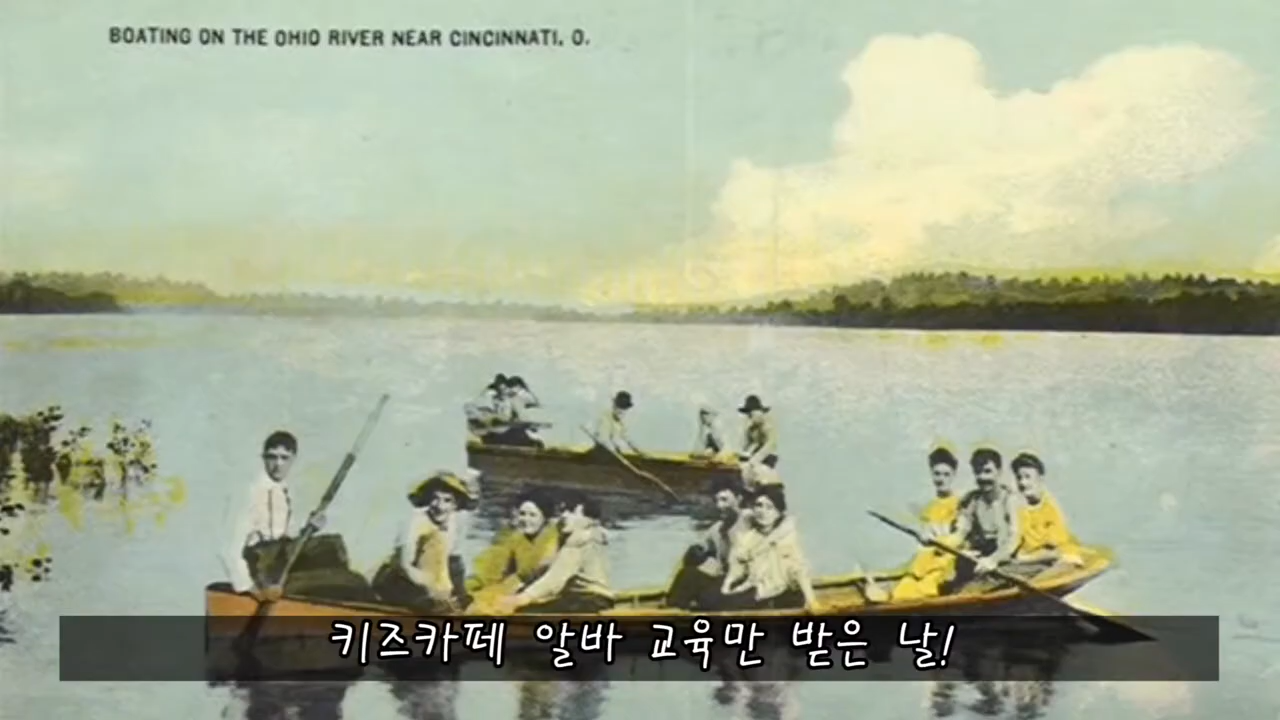 BOATING ON THE OHIO RIVER NEAR CINCINNATI, O.
키즈카페 알바 교육만 받은 날!